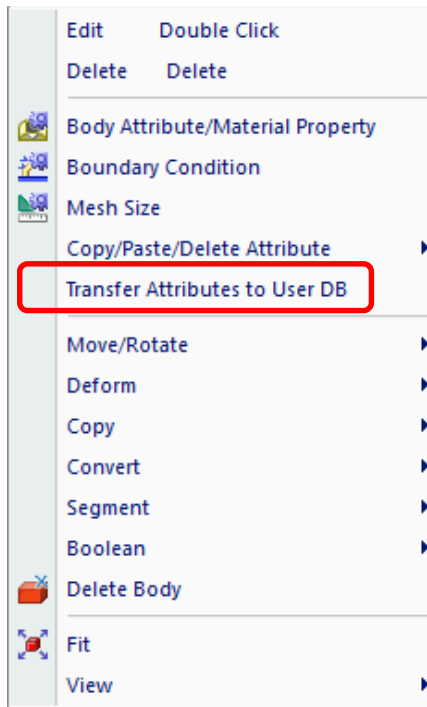 Edit Double Click
Delete Delete
Body Attribute/Material Property
Boundary Condition
Mesh Size
Copy/Paste/Delete Attribute
Transfer Attributes to User DB
Move/Rotate
Deform
Copy
Convert
Segment
Boolean
Delete Body
Fit
View